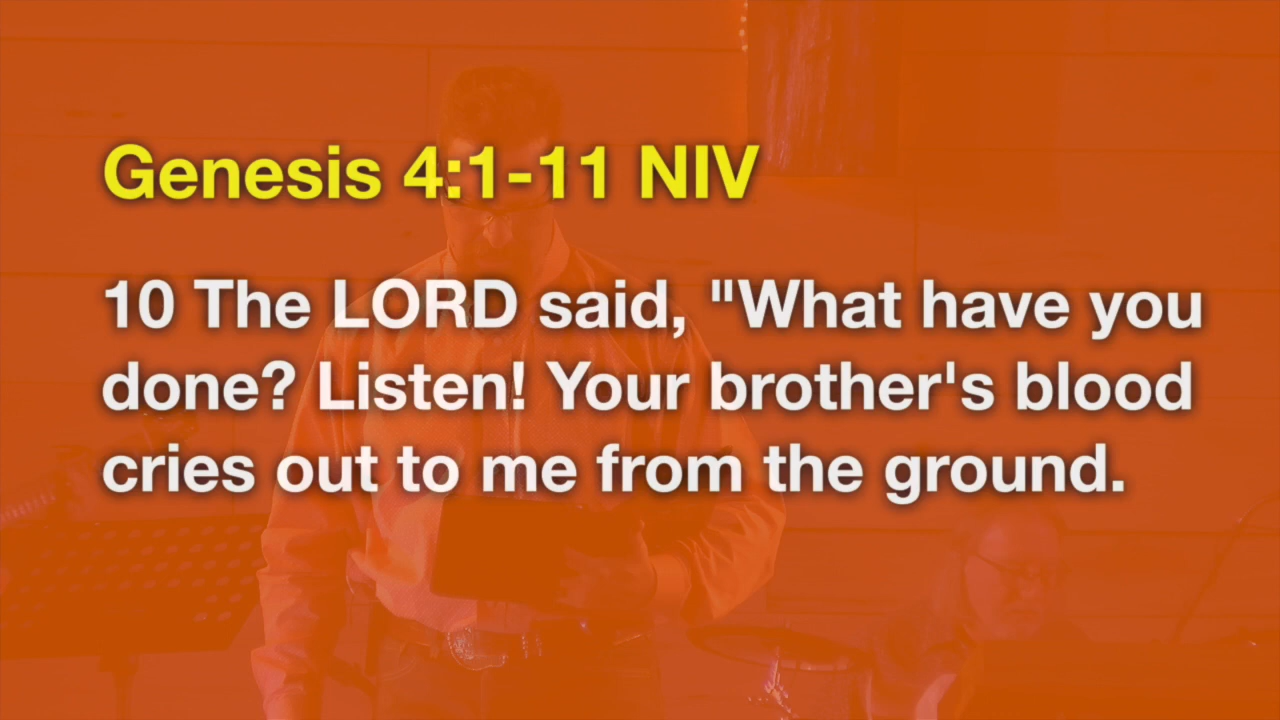 Genesis 4:1-11 NIV
10 The LORD said, "What have you
done? Listen! Your brother's blood
cries out to me from the ground.